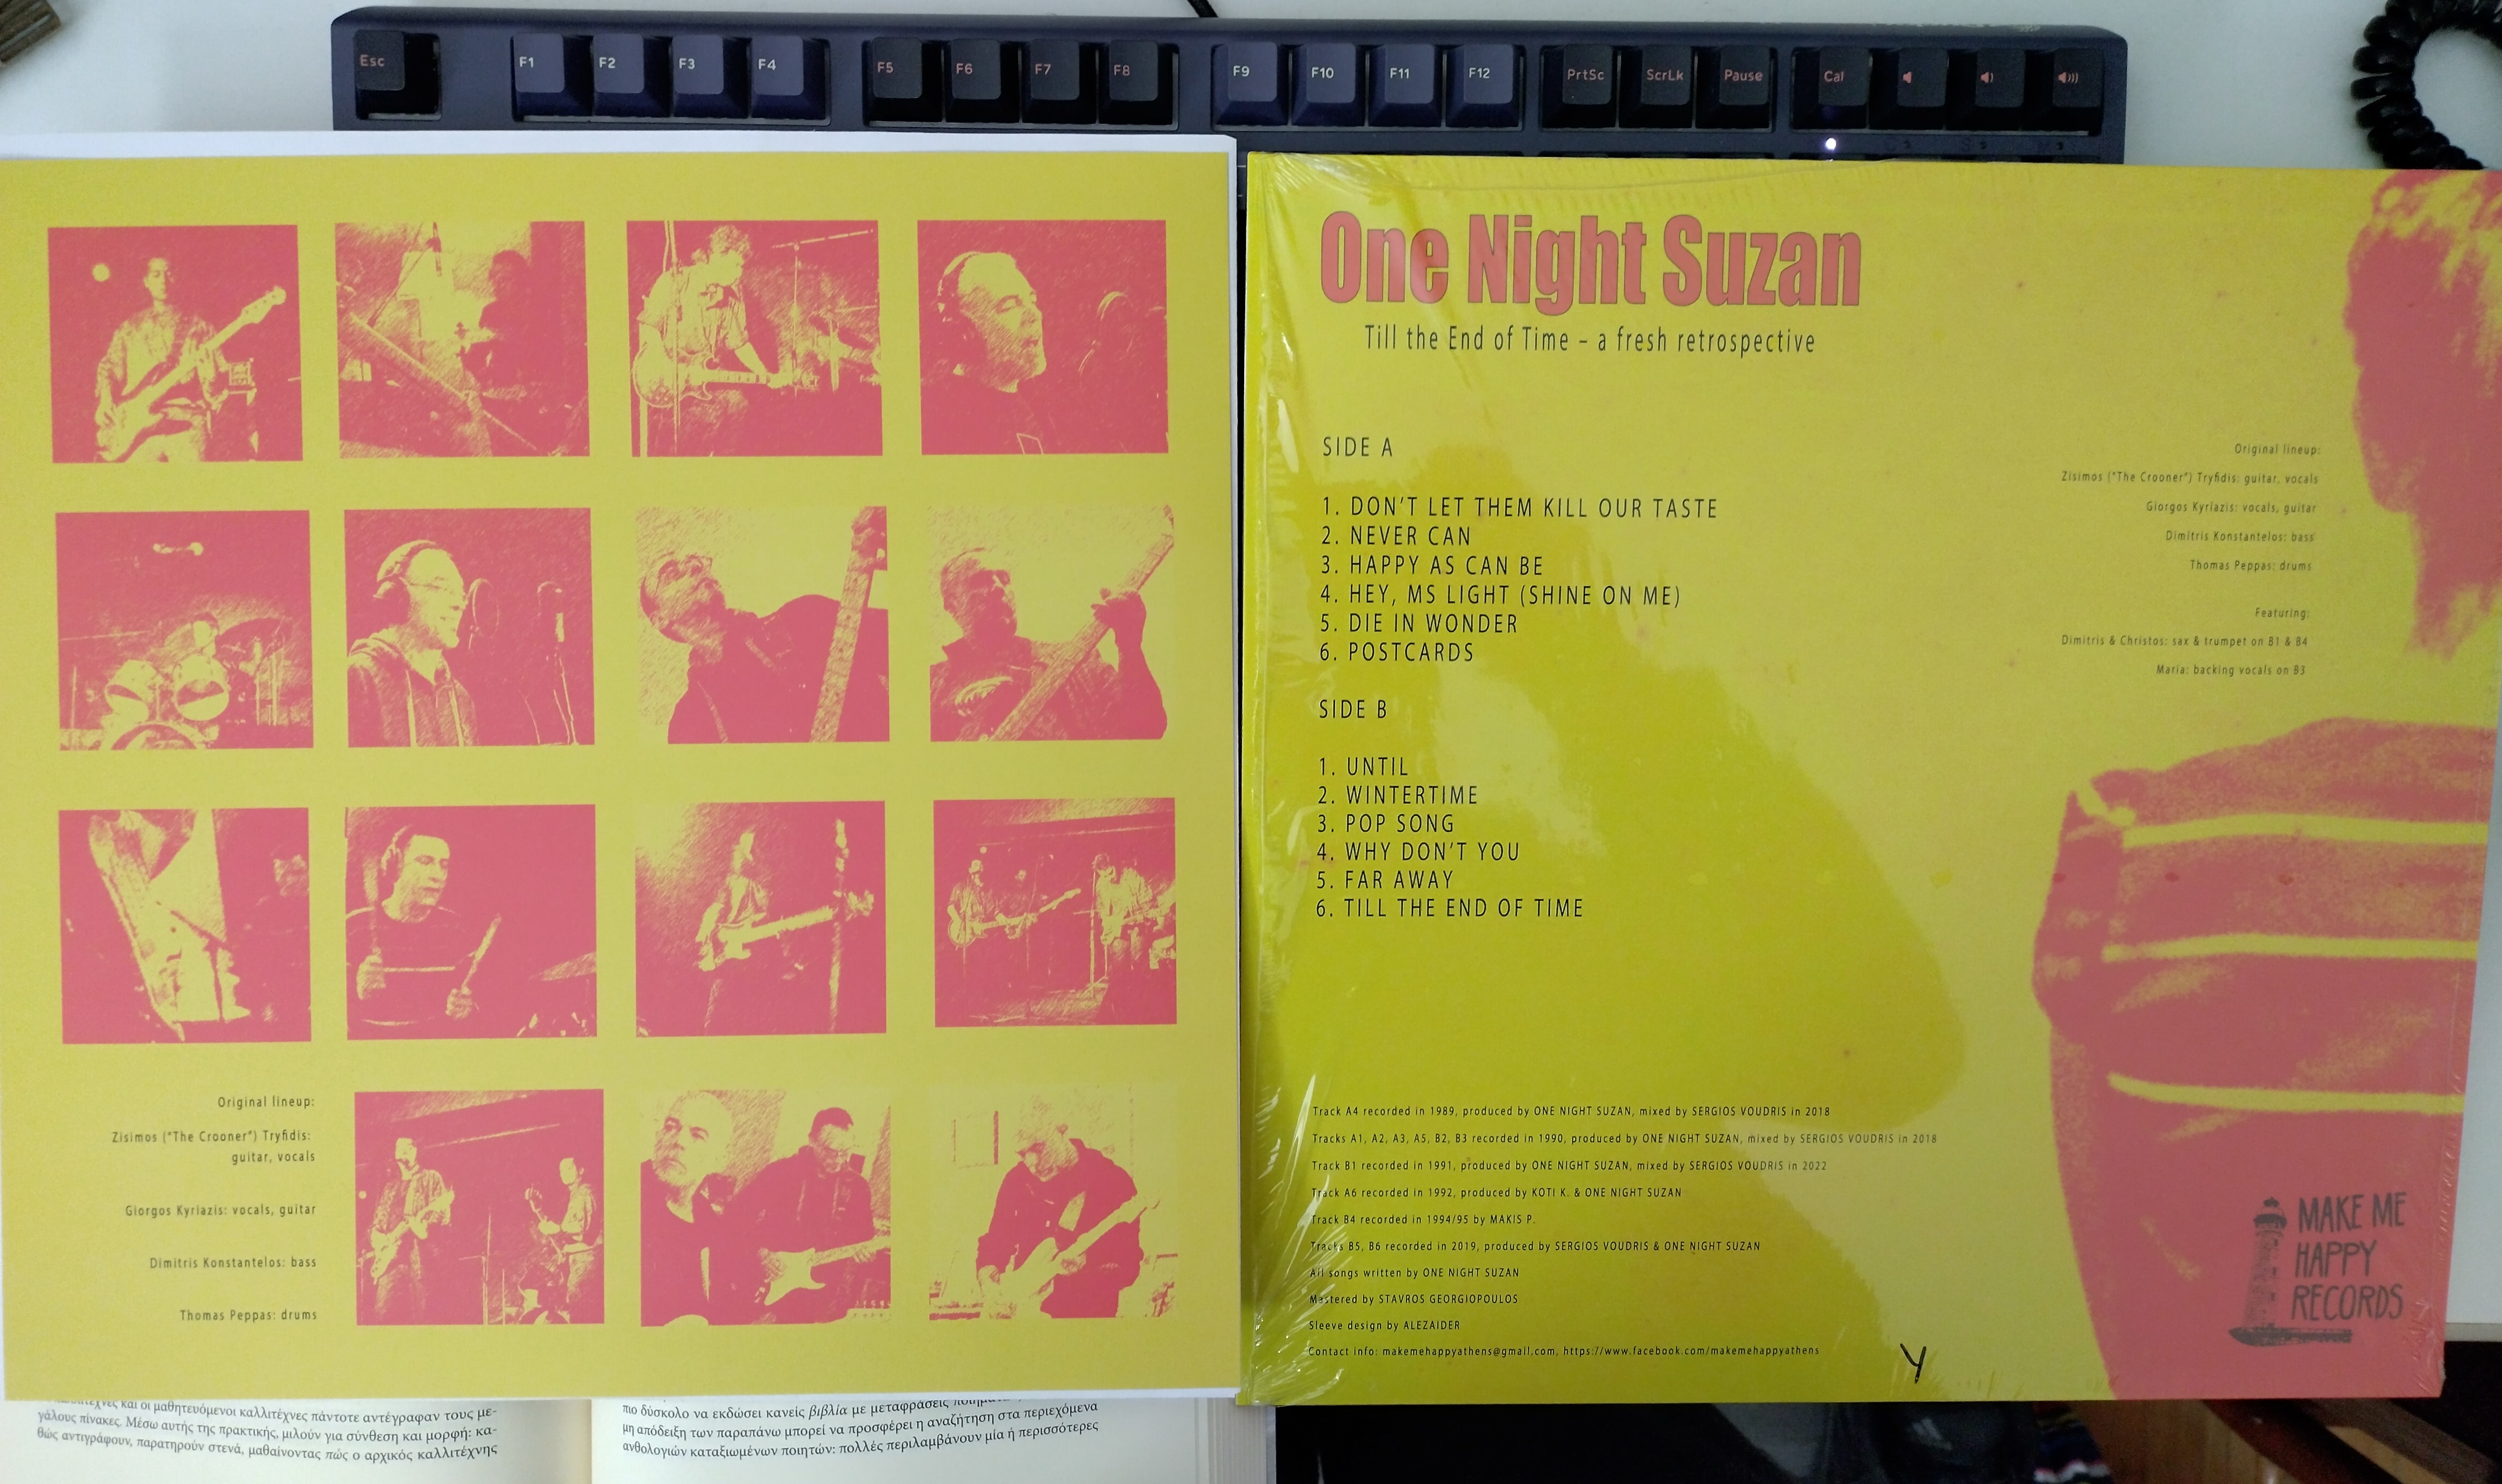 Esc
F1
F2
F3
F4
F5
F6
F7
F8
F9
F10
F11
F12
PrtSc
ScrLk
Pause
Cal
Original lineup:
Zisimos ("The Crooner") Tryfidis:
guitar, vocals
Giorgos Kyriazis: vocals, guitar
Dimitris Konstantelos: bass
Thomas Peppas: drums
One Night Suzan
Till the End of Time – a fresh retrospective
SIDE A
1. DON'T LET THEM KILL OUR TASTE
2. NEVER CAN
3. HAPPY AS CAN BE
4. HEY, MS LIGHT (SHINE ON ME)
5. DIE IN WONDER
6. POSTCARDS
SIDE B
1. UNTIL
2. WINTERTIME
3. POP SONG
4. WHY DON'T YOU
5. FAR AWAY
6. TILL THE END OF TIME
Original lineup:
Zisimos ("The Crooner") Tryfidis: guitar, vocals
Giorgos Kyriazis: vocals, guitar
Dimitris Konstantelos: bass
Thomas Peppas: drums
Featuring:
Dimitris & Christos: sax & trumpet on B1 & B4
Maria: backing vocals on B3
Track A4 recorded in 1989, produced by ONE NIGHT SUZAN, mixed by SERGIOS VOUDRIS in 2018
Tracks A1, A2, A3, A5, B2, B3 recorded in 1990, produced by ONE NIGHT SUZAN, mixed by SERGIOS VOUDRIS in 2018
Track B1 recorded in 1991, produced by ONE NIGHT SUZAN, mixed by SERGIOS VOUDRIS in 2022
Track A6 recorded in 1992, produced by KOTI K. & ONE NIGHT SUZAN
Track B4 recorded in 1994/95 by MAKIS P.
Tracks B5, B6 recorded in 2019, produced by SERGIOS VOUDRIS & ONE NIGHT SUZAN
All songs written by ONE NIGHT SUZAN
Mastered by STAVROS GEORGIOPOULOS
Sleeve design by ALEZAIDER
Contact info: makemehappyathens@gmail.com, https://www.facebook.com/makemehappyathens
Y
MAKE ME
HAPPY
RECORDS
και οι μαθητευόμενοι καλλιτέχνες πάντοτε αντέγραφαν τους με-
γάλους πίνακες. Μέσω αυτής της πρακτικής, μιλούν για σύνθεση και μορφή: κα-
θώς αντιγράφουν, παρατηρούν στενά, μαθαίνοντας πώς ο αρχικός καλλιτέχνης
πιο δύσκολο να εκδώσει κανείς βιβλία με μεταφράσεις
μη απόδειξη των παραπάνω μπορεί να προσφέρει η αναζήτηση στα περιεχόμενα
ανθολογιών καταξιωμένων ποιητών: πολλές περιλαμβάνουν μία ή περισσότερες